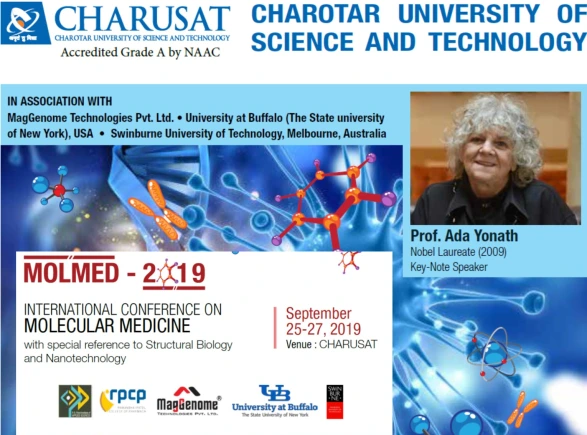 CHARUSAT
CHAROTAR UNIVERSITY OF SCIENCE AND TECHNOLOGY
Accredited Grade A by NAAC
CHAROTAR UNIVERSITY OF
SCIENCE AND TECHNOLOGY
IN ASSOCIATION WITH
MagGenome Technologies Pvt. Ltd. • University at Buffalo (The State university
of New York), USA • Swinburne University of Technology, Melbourne, Australia
Prof. Ada Yonath
Nobel Laureate (2009)
Key-Note Speaker
MOLMED - 2019
INTERNATIONAL CONFERENCE ON
MOLECULAR MEDICINE
with special reference to Structural Biology
and Nanotechnology
September
25-27, 2019
Venue : CHARUSAT
rpcp
MagGenome
TECHNOLOGIES PVT. LTD.
UB
University at Buffalo
The State University of New York
SWIN
BUR
NE